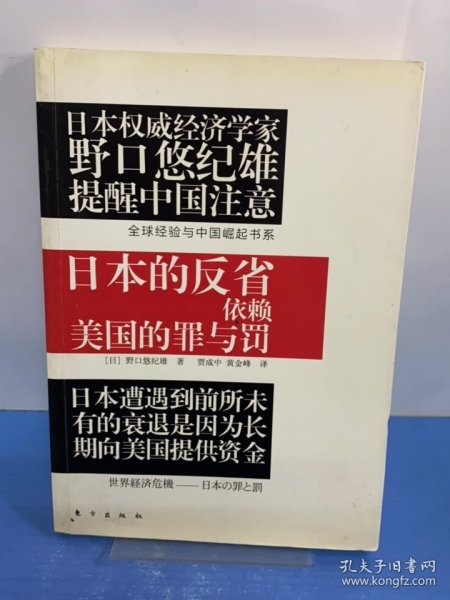 日本权威经济学家
野口悠纪雄
提醒中国注意
全球经验与中国崛起书系
日本的反省
依赖
美国的罪与罚
[日] 野口悠纪雄 著 贾成中 黄金峰 译
日本遭遇到前所未
有的衰退是因为长
期向美国提供资金
世界経済危機——日本の罪と罰
东方出版社
孔夫子旧书网
www.kongfz.com